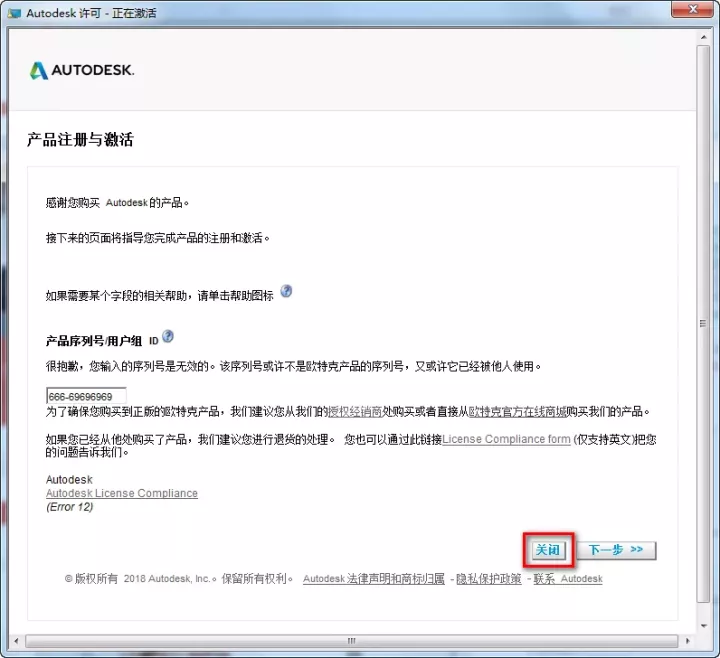 Autodesk 许可 - 正在激活
AUTODESK.
产品注册与激活
感谢您购买 Autodesk 的产品。
接下来的页面将指导您完成产品的注册和激活。
如果需要某个字段的相关帮助，请单击帮助图标
产品序列号/用户组 ID
很抱歉，您输入的序列号是无效的。该序列号或许不是欧特克产品的序列号，又或许它已经被他人使用。
666-69696969
为了确保您购买到正版的欧特克产品，我们建议您从我们的授权经销商处购买或者直接从欧特克官方在线商城购买我们的产品。
如果您已经从他处购买了产品，我们建议您进行退货的处理。 您也可以通过此链接License Compliance form (仅支持英文)把您
的问题告诉我们。
Autodesk
Autodesk License Compliance
(Error 12)
关闭 下一步 >>
© 版权所有 2018 Autodesk, Inc.。保留所有权利。 Autodesk 法律声明和商标归属 - 隐私保护政策 - 联系 Autodesk